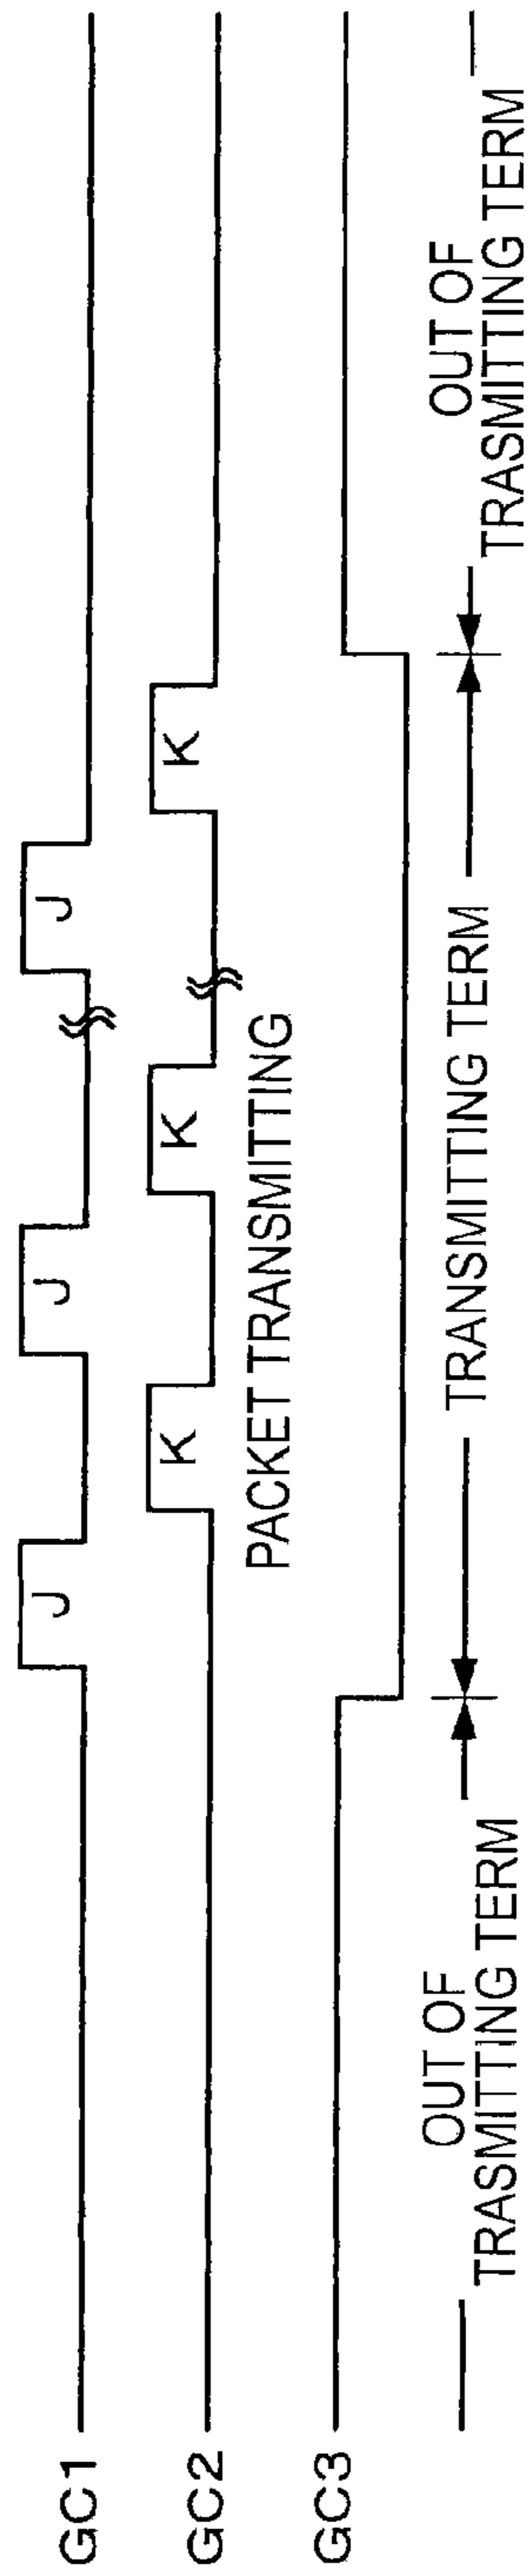 GC1
J
J
J
GC2
K
K
K
PACKET TRANSMITTING
GC3
OUT OF
TRASMITTING TERM
TRANSMITTING TERM
OUT OF
TRASMITTING TERM